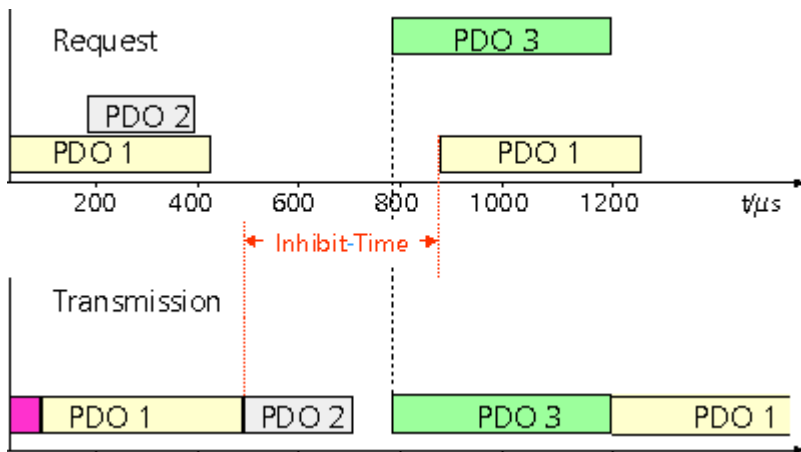 Request
PDO 3
PDO 2
PDO 1
PDO 1
200 400 600 800 1000 1200 t/µs
Inhibit-Time
Transmission
PDO 1 PDO 2 PDO 3 PDO 1